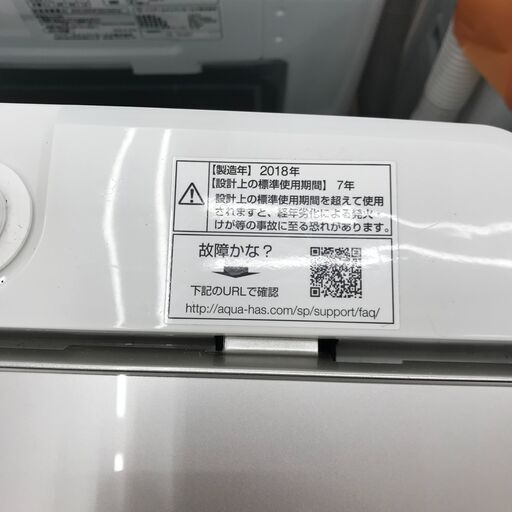 【製造年】2018年
【設計上の標準使用期間】7年
設計上の標準使用期間を超えて使用
されますと、経年劣化による発火・
けが等の事故に至る恐れがあります。
故障かな？
下記のURLで確認
http://aqua-has.com/sp/support/faq/